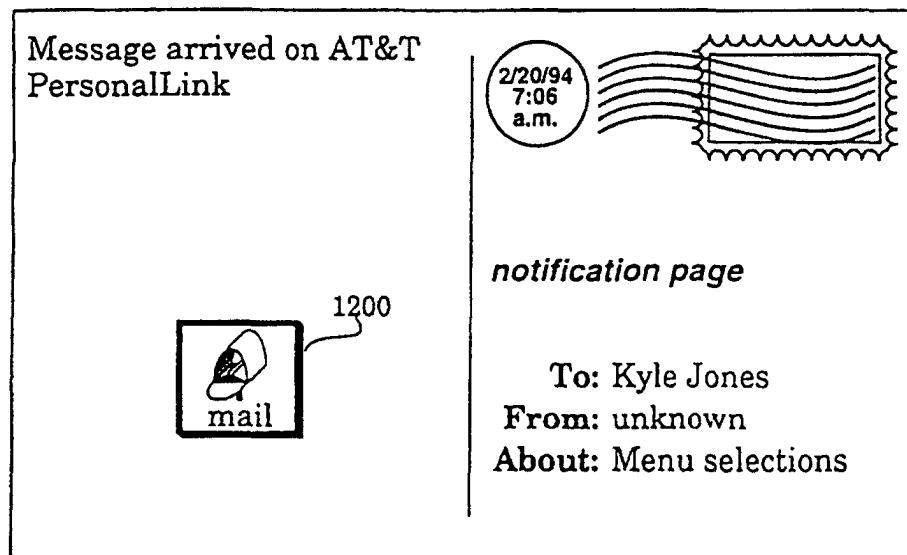 Message arrived on AT&T
PersonalLink
2/20/94
7:06
a.m.
notification page
1200
mail
To: Kyle Jones
From: unknown
About: Menu selections